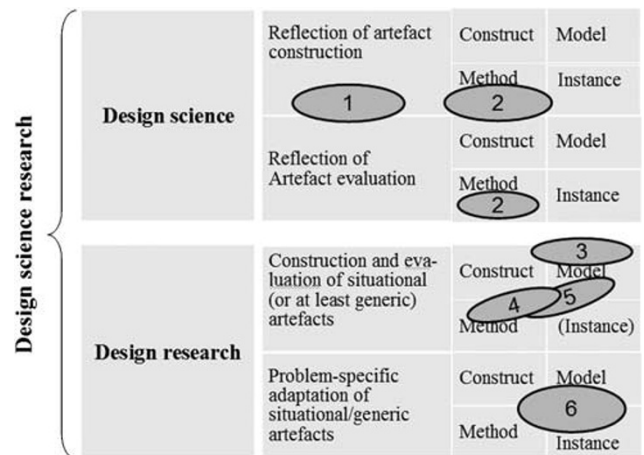 Design science research
Design science
Reflection of artefact
construction
1
Construct Model
Method Instance
2
Reflection of
Artefact evaluation
Construct Model
Method Instance
2
Design research
Construction and eva-
luation of situational
(or at least generic)
artefacts
3
Construct Model
4 5
Method (Instance)
Problem-specific
adaptation of
situational/generic
artefacts
Construct Model
6
Method Instance